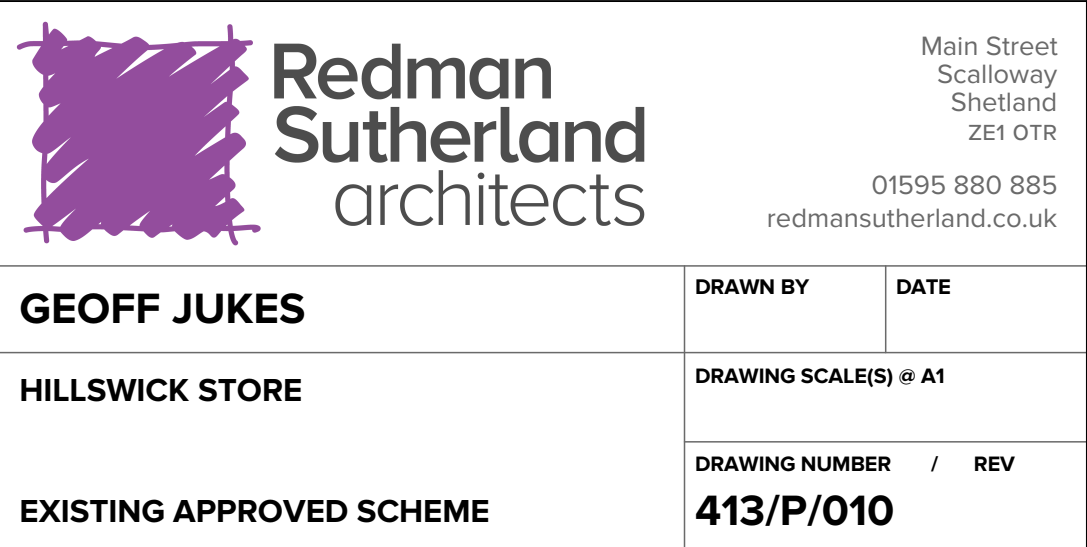 Redman
Sutherland
architects
Main Street
Scalloway
Shetland
ZE1 0TR
01595 880 885
redmansutherland.co.uk
GEOFF JUKES
DRAWN BY
DATE
HILLSWICK STORE
DRAWING SCALE(S) @ A1
EXISTING APPROVED SCHEME
DRAWING NUMBER / REV
413/P/010